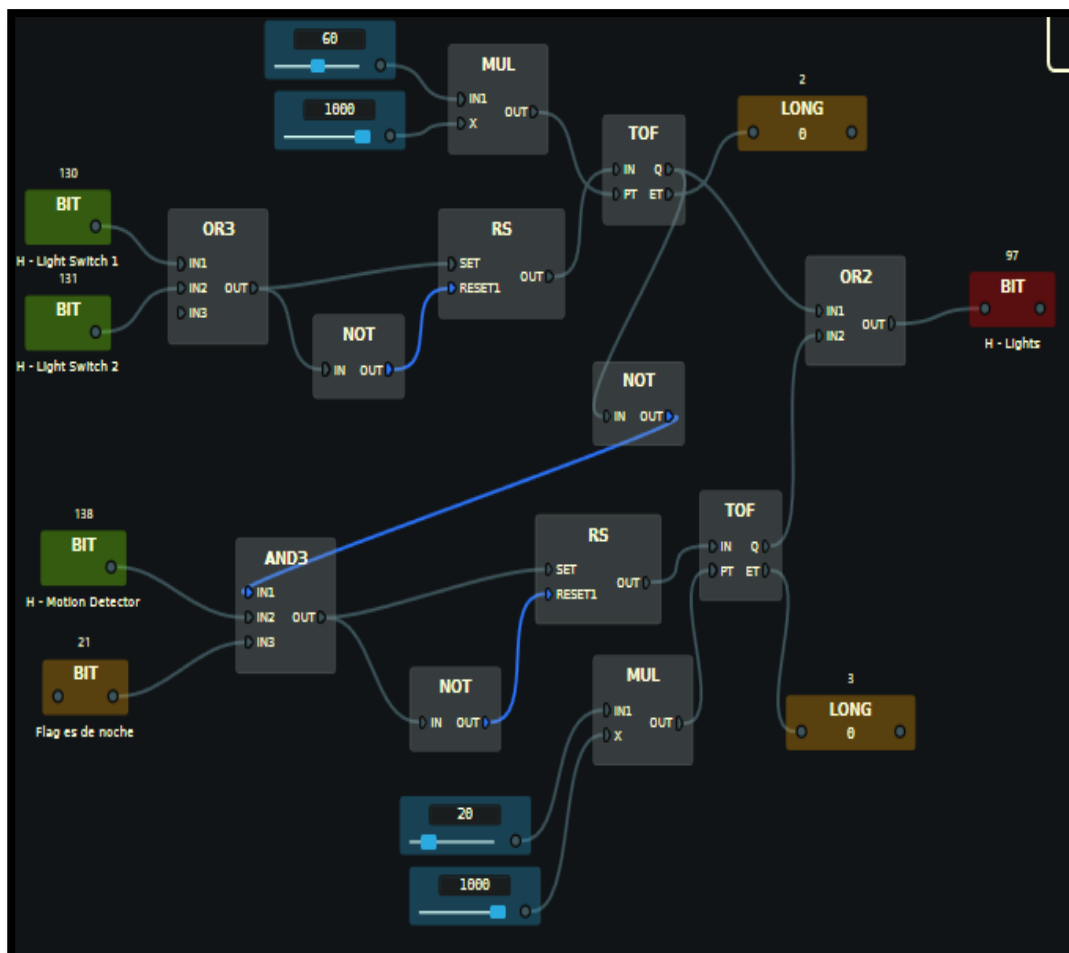 60
MUL
IN1
OUT
X
1000
2
LONG
0
TOF
IN Q
PT ET
130
BIT
H - Light Switch 1
131
BIT
H - Light Switch 2
OR3
IN1
IN2 OUT
IN3
RS
SET
OUT
RESET1
NOT
IN OUT
OR2
IN1
OUT
IN2
97
BIT
H - Lights
NOT
IN OUT
138
BIT
H - Motion Detector
21
BIT
Flag es de noche
AND3
IN1
IN2 OUT
IN3
RS
SET
OUT
RESET1
TOF
IN Q
PT ET
NOT
IN OUT
MUL
IN1
OUT
X
3
LONG
0
20
1000